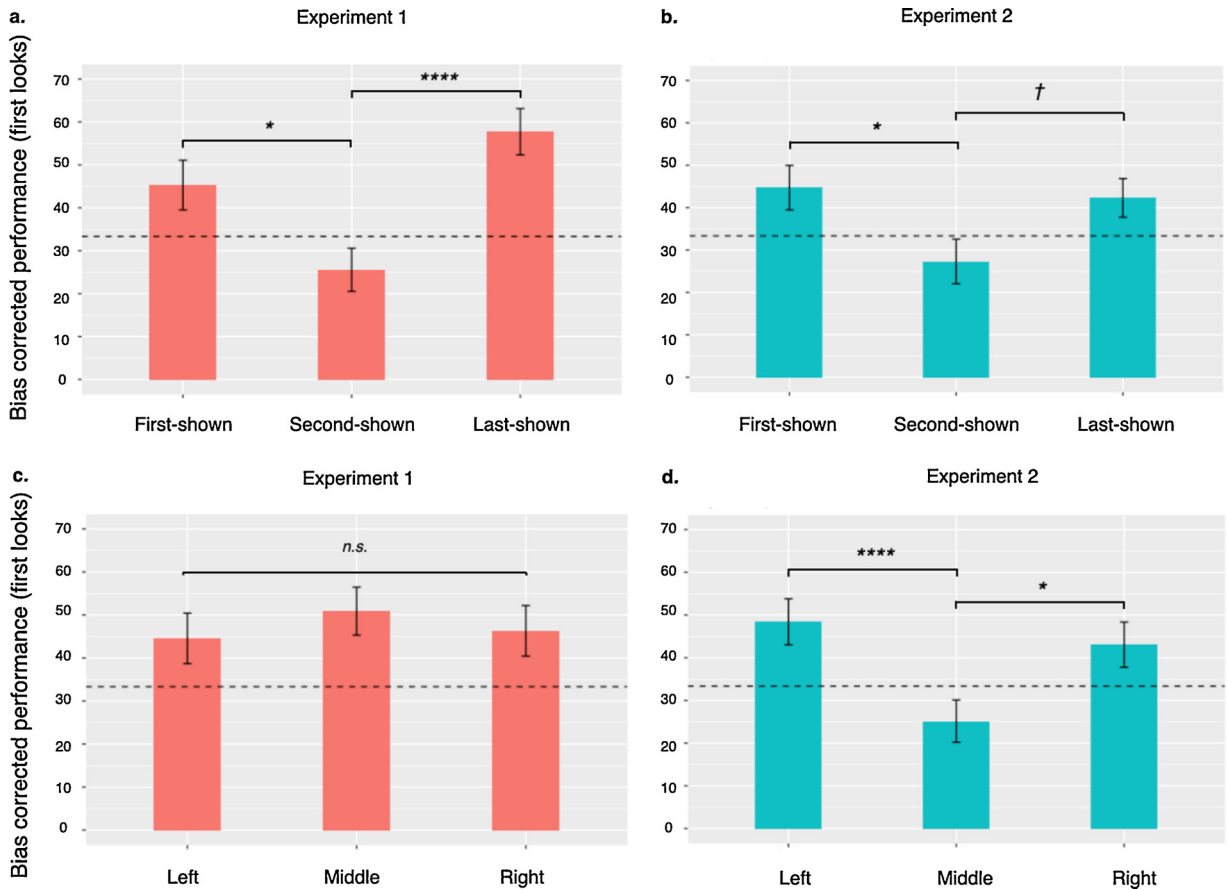 a.
Experiment 1
Bias corrected performance (first looks)
70
60
50
40
30
20
10
0
*
****
First-shown
Second-shown
Last-shown
b.
Experiment 2
70
60
50
40
30
20
10
0
*
†
First-shown
Second-shown
Last-shown
c.
Experiment 1
Bias corrected performance (first looks)
70
60
50
40
30
20
10
0
n.s.
Left
Middle
Right
d.
Experiment 2
70
60
50
40
30
20
10
0
****
*
Left
Middle
Right